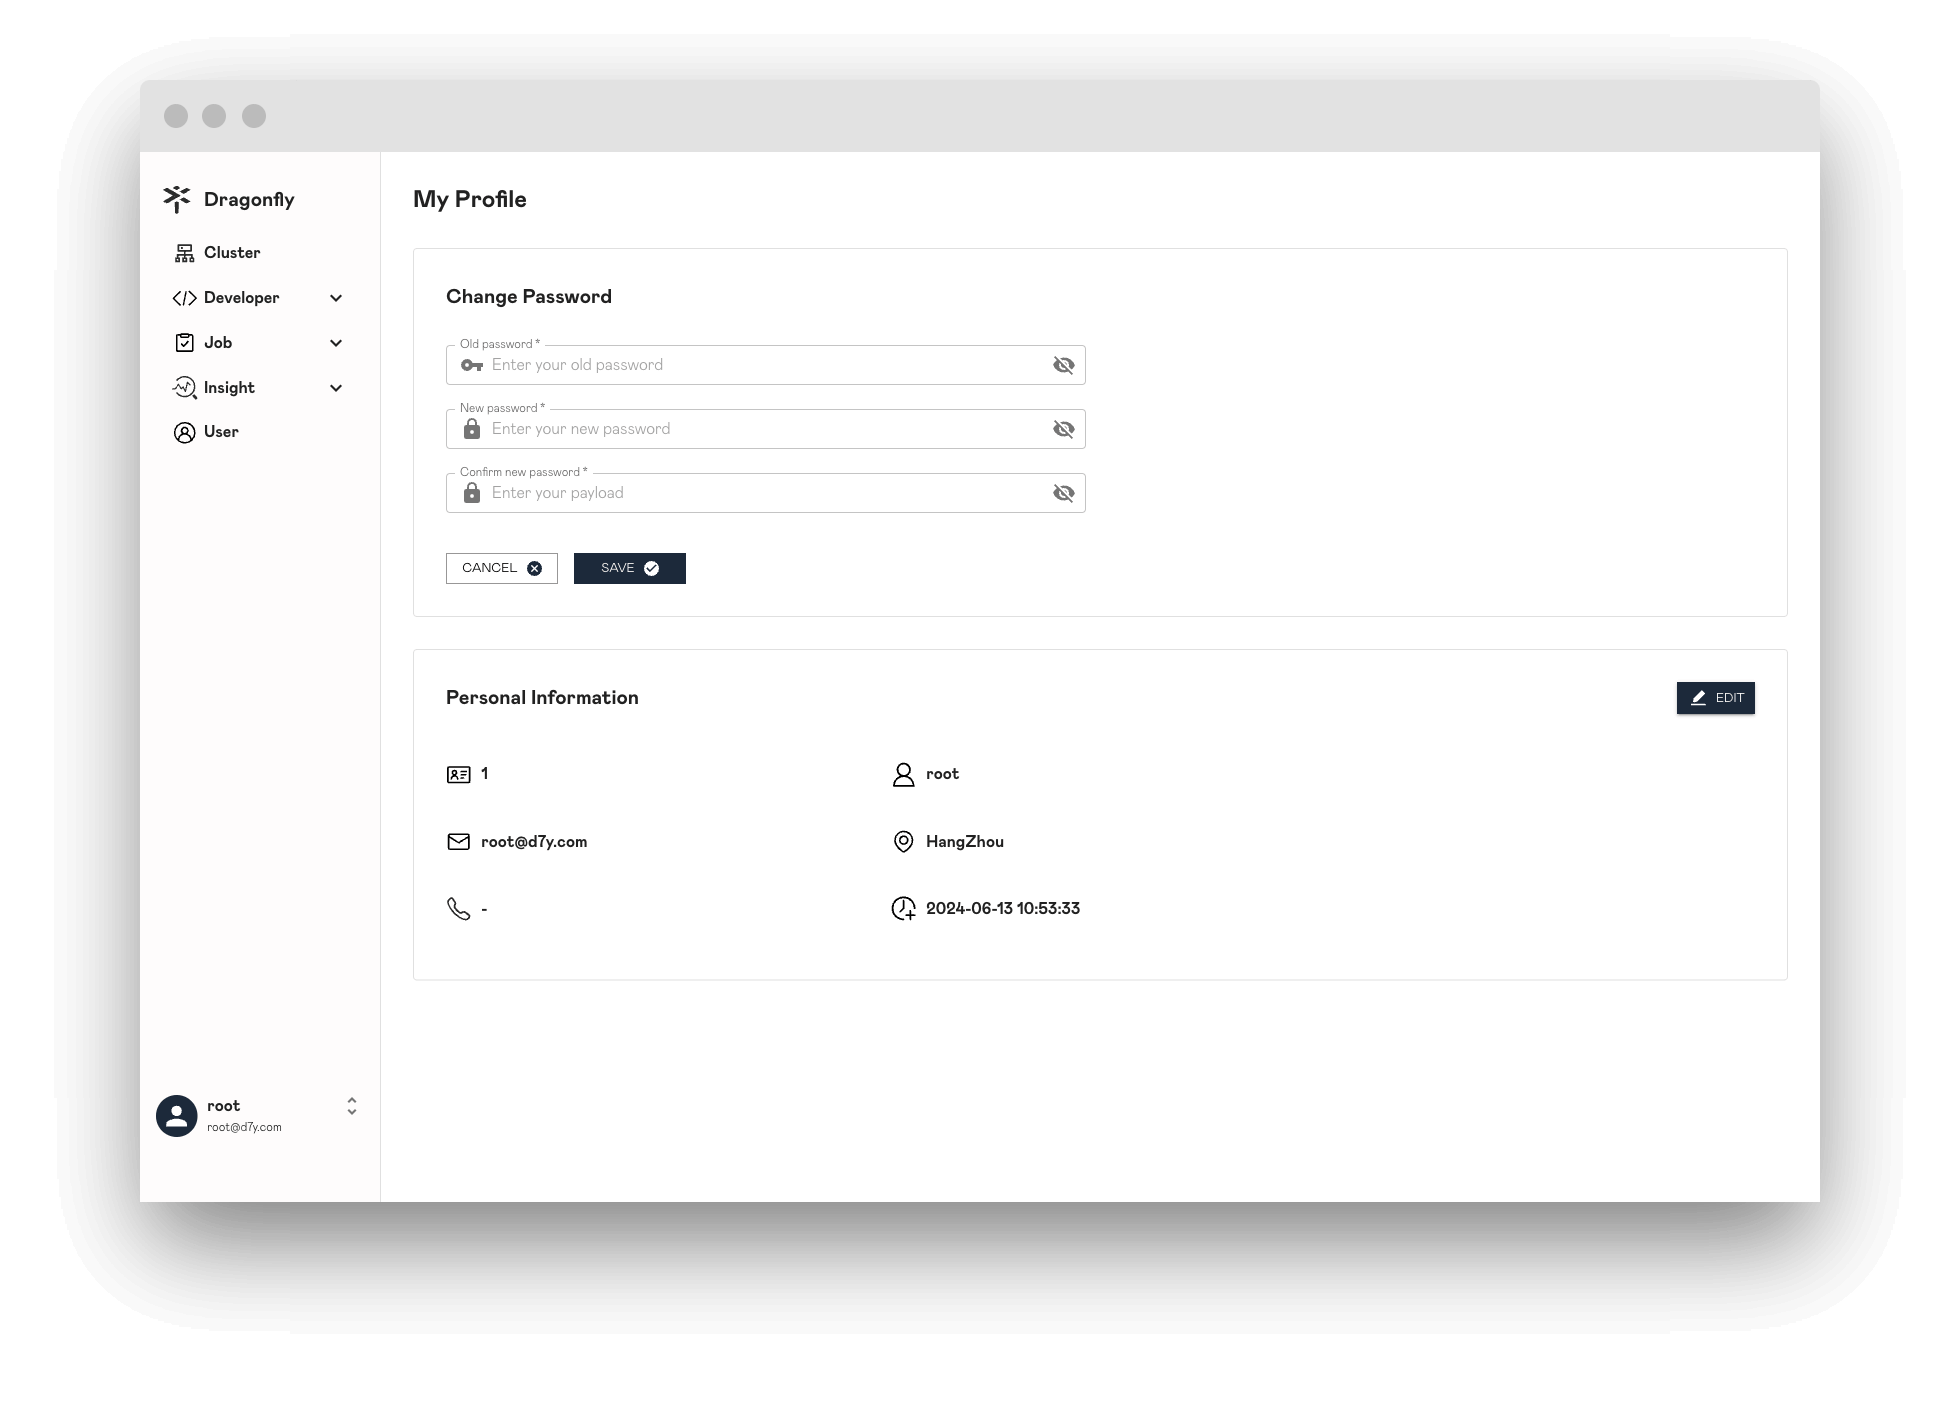 Dragonfly
Cluster
Developer
Job
Insight
User
root
root@d7y.com
My Profile
Change Password
Old password *
Enter your old password
New password *
Enter your new password
Confirm new password *
Enter your payload
CANCEL
SAVE
Personal Information
EDIT
1
root
root@d7y.com
HangZhou
-
2024-06-13 10:53:33